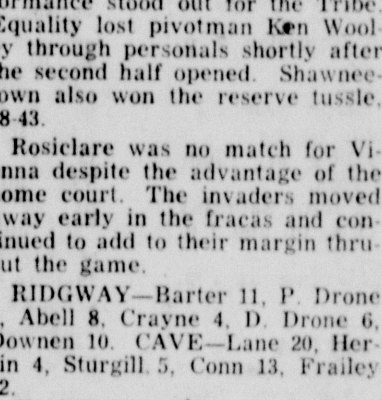 ormance stood out for the Tribe.
Equality lost pivotman Ken Wool-
ey through personals shortly after
he second half opened. Shawnee-
own also won the reserve tussle,
8-43.
Rosiclare was no match for Vi-
nna despite the advantage of the
ome court. The invaders moved
way early in the fracas and con-
inued to add to their margin thru-
ut the game.
RIDGWAY—Barter 11, P. Drone
, Abell 8, Crayne 4, D. Drone 6,
Downen 10. CAVE—Lane 20, Her-
in 4, Sturgill 5, Conn 13, Frailey
2.